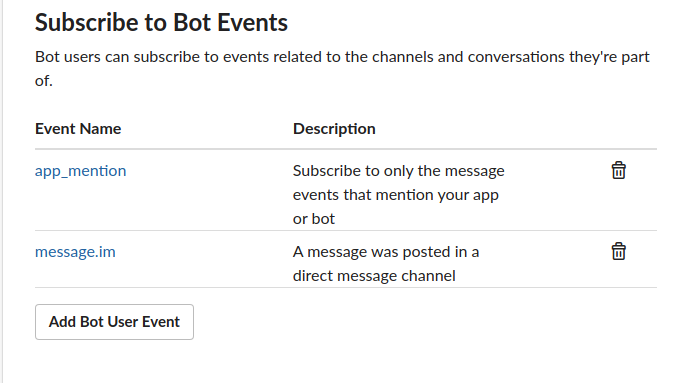 Subscribe to Bot Events
Bot users can subscribe to events related to the channels and conversations they're part
of.
Event Name
Description
app_mention
Subscribe to only the message
events that mention your app
or bot
message.im
A message was posted in a
direct message channel
Add Bot User Event